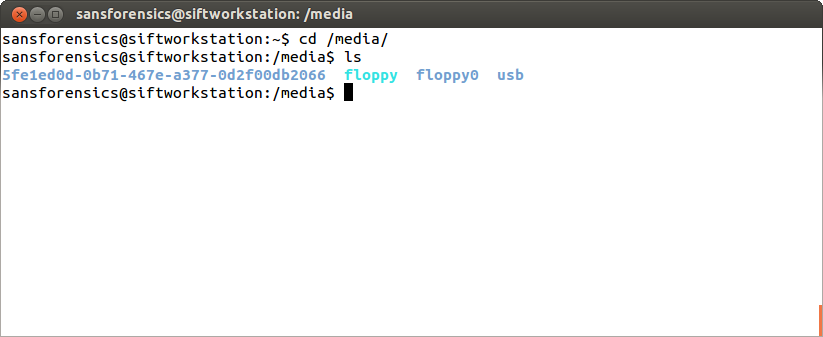 sansforensics@siftworkstation: /media
sansforensics@siftworkstation:~$ cd /media/
sansforensics@siftworkstation:/media$ ls
5fe1ed0d-0b71-467e-a377-0d2f00db2066  floppy  floppy0  usb
sansforensics@siftworkstation:/media$